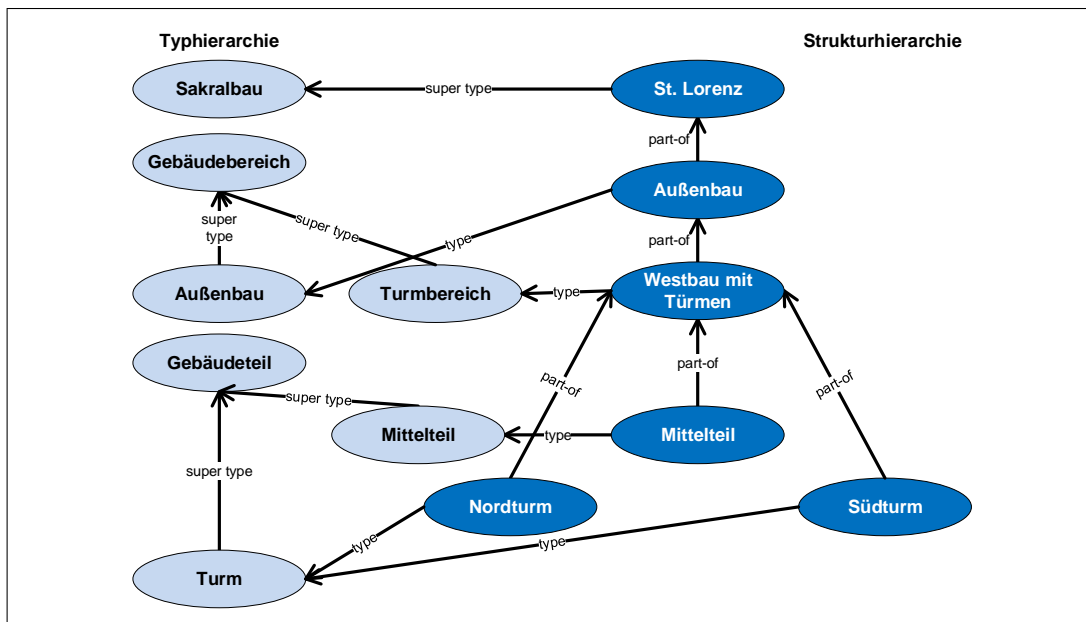 Typhierarchie
Strukturhierarchie
Sakralbau
super type
St. Lorenz
part-of
Gebäudebereich
Außenbau
super
type
super type
type
part-of
Außenbau
Turmbereich
type
Westbau mit
Türmen
Gebäudeteil
super type
part-of
part-of
part-of
Mittelteil
type
Mittelteil
super type
Nordturm
Südturm
type
type
Turm